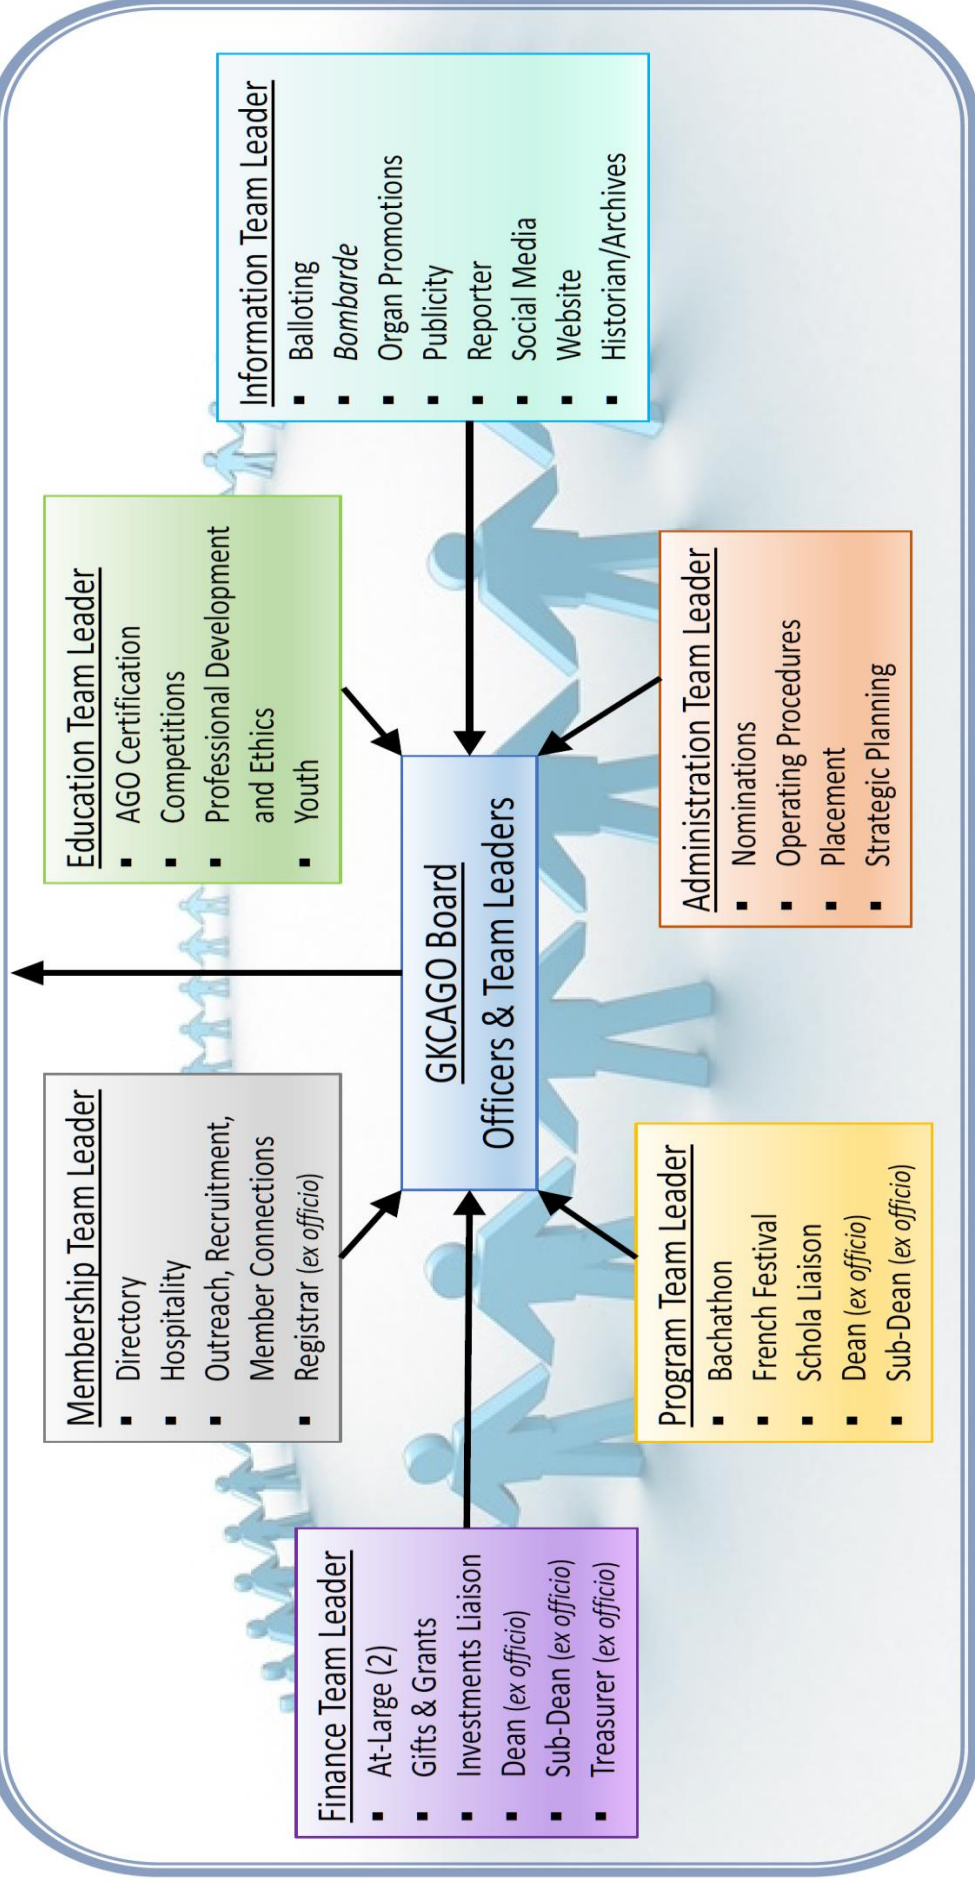 Membership Team Leader
▪ Directory
▪ Hospitality
▪ Outreach, Recruitment,
Member Connections
▪ Registrar (ex officio)
Education Team Leader
▪ AGO Certification
▪ Competitions
▪ Professional Development
and Ethics
▪ Youth
Finance Team Leader
▪ At-Large (2)
▪ Gifts & Grants
▪ Investments Liaison
▪ Dean (ex officio)
▪ Sub-Dean (ex officio)
▪ Treasurer (ex officio)
GKCAGO Board
Officers & Team Leaders
Information Team Leader
▪ Balloting
▪ Bombarde
▪ Organ Promotions
▪ Publicity
▪ Reporter
▪ Social Media
▪ Website
▪ Historian/Archives
Program Team Leader
▪ Bachathon
▪ French Festival
▪ Schola Liaison
▪ Dean (ex officio)
▪ Sub-Dean (ex officio)
Administration Team Leader
▪ Nominations
▪ Operating Procedures
▪ Placement
▪ Strategic Planning